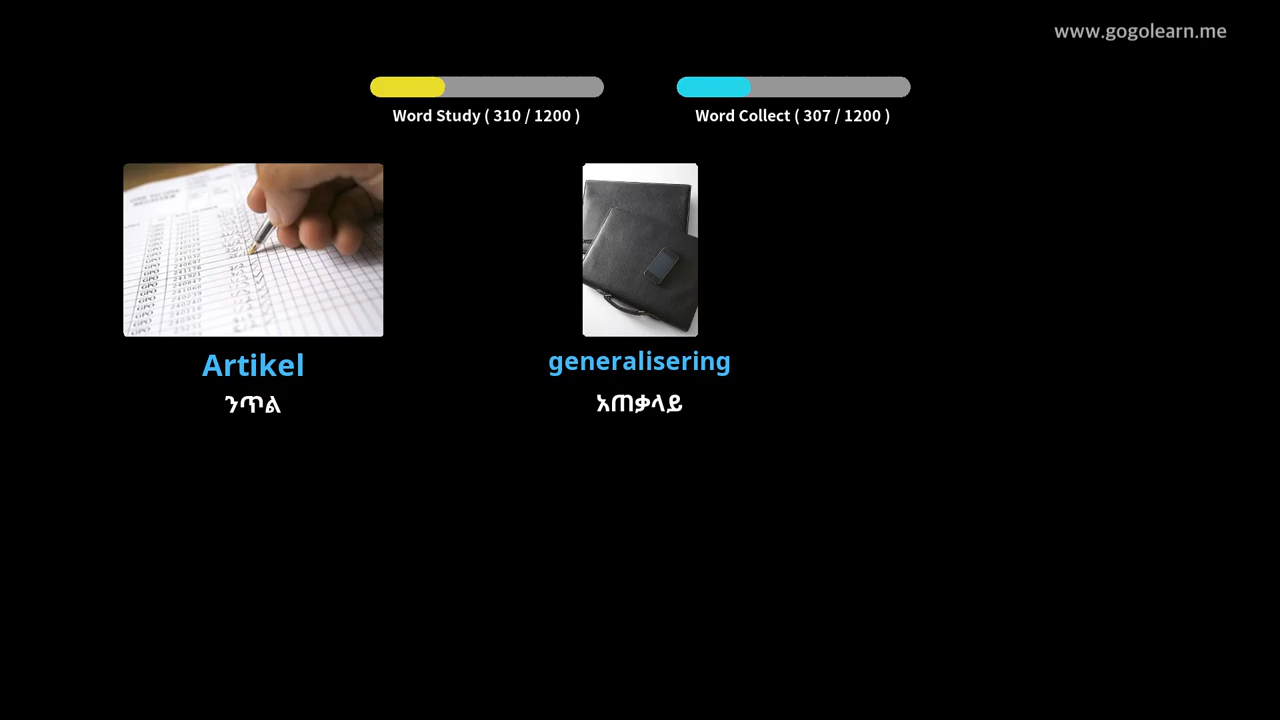 www.gogolearn.me
Word Study ( 310 / 1200 )
Word Collect ( 307 / 1200 )
Artikel
ንጥል
generalisering
አጠቃላይ